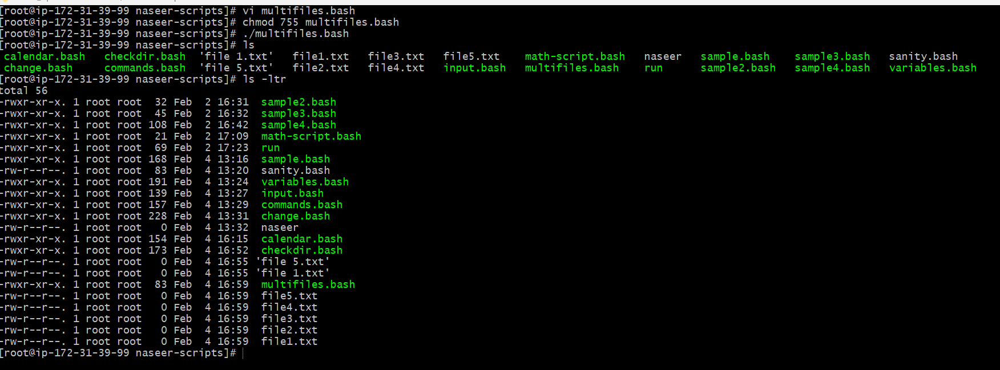 [root@ip-172-31-39-99 naseer-scripts]# vi multifiles.bash
[root@ip-172-31-39-99 naseer-scripts]# chmod 755 multifiles.bash
[root@ip-172-31-39-99 naseer-scripts]# ./multifiles.bash
[root@ip-172-31-39-99 naseer-scripts]# ls
calendar.bash checkdir.bash 'file 1.txt' file1.txt file3.txt file5.txt math-script.bash naseer sample.bash sample3.bash sanity.bash
change.bash commands.bash 'file 5.txt' file2.txt file4.txt input.bash multifiles.bash run sample2.bash sample4.bash variables.bash
[root@ip-172-31-39-99 naseer-scripts]# ls -ltr
total 56
-rwxr-xr-x. 1 root root 32 Feb 2 16:31 sample2.bash
-rwxr-xr-x. 1 root root 45 Feb 2 16:32 sample3.bash
-rwxr-xr-x. 1 root root 108 Feb 2 16:42 sample4.bash
-rwxr-xr-x. 1 root root 21 Feb 2 17:09 math-script.bash
-rwxr-xr-x. 1 root root 69 Feb 2 17:23 run
-rwxr-xr-x. 1 root root 168 Feb 4 13:16 sample.bash
-rw-r--r--. 1 root root 83 Feb 4 13:20 sanity.bash
-rwxr-xr-x. 1 root root 191 Feb 4 13:24 variables.bash
-rwxr-xr-x. 1 root root 139 Feb 4 13:27 input.bash
-rwxr-xr-x. 1 root root 157 Feb 4 13:29 commands.bash
-rwxr-xr-x. 1 root root 228 Feb 4 13:31 change.bash
-rw-r--r--. 1 root root 0 Feb 4 13:32 naseer
-rwxr-xr-x. 1 root root 154 Feb 4 16:15 calendar.bash
-rwxr-xr-x. 1 root root 173 Feb 4 16:52 checkdir.bash
-rw-r--r--. 1 root root 0 Feb 4 16:55 'file 5.txt'
-rw-r--r--. 1 root root 0 Feb 4 16:55 'file 1.txt'
-rwxr-xr-x. 1 root root 83 Feb 4 16:59 multifiles.bash
-rw-r--r--. 1 root root 0 Feb 4 16:59 file5.txt
-rw-r--r--. 1 root root 0 Feb 4 16:59 file4.txt
-rw-r--r--. 1 root root 0 Feb 4 16:59 file3.txt
-rw-r--r--. 1 root root 0 Feb 4 16:59 file2.txt
-rw-r--r--. 1 root root 0 Feb 4 16:59 file1.txt
[root@ip-172-31-39-99 naseer-scripts]#